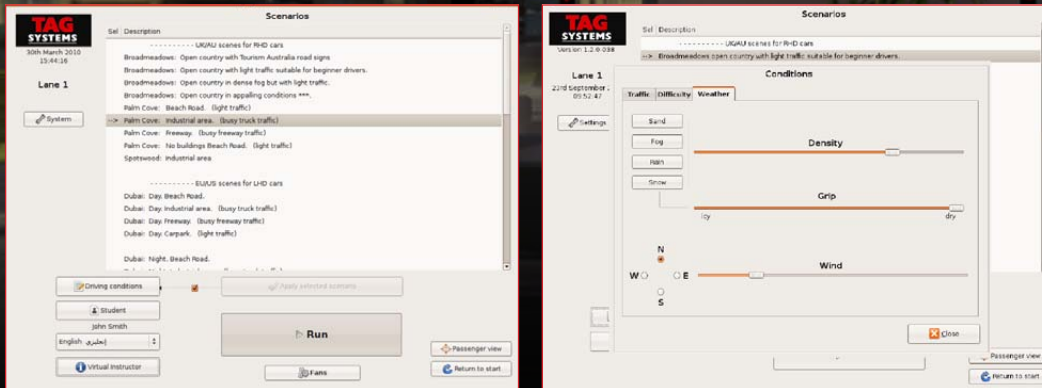 Scenarios
TAG
SYSTEMS
30th March 2010
15:44:16
Lane 1
System
Sel Description
---------- UK/AU scenes for RHD cars
Broadmeadows: Open country with Tourism Australia road signs
Broadmeadows: Open country with light traffic suitable for beginner drivers.
Broadmeadows: Open country in dense fog but with light traffic.
Broadmeadows: Open country in appalling conditions ***.
Palm Cove: Beach Road. (light traffic)
--> Palm Cove: Industrial area. (busy truck traffic)
Palm Cove: Freeway. (busy freeway traffic)
Palm Cove: No buildings Beach Road. (light traffic)
Spotswood: Industrial area
---------- EU/US scenes for LHD cars
Dubai: Day. Beach Road.
Dubai: Day. Industrial area. (busy truck traffic)
Dubai: Day. Freeway. (busy freeway traffic)
Dubai: Day. Carpark. (light traffic)
Dubai: Night. Beach Road.
Driving conditions
Apply selected scenario
Student
John Smith
English إنجليزي
Virtual Instructor
Run
Fans
Passenger view
Return to start
Scenarios
TAG
SYSTEMS
Version 1.2.0-038
Lane 1
23rd September
09:52:47
Settings
Sel Description
---------- UK/AU scenes for RHD cars
--> Broadmeadows open country with light traffic suitable for beginner drivers.
Conditions
Traffic Difficulty Weather
Sand
Fog
Rain
Snow
Density
Grip
Icy
dry
N
W E
S
Wind
Close
Passenger view
Return to start